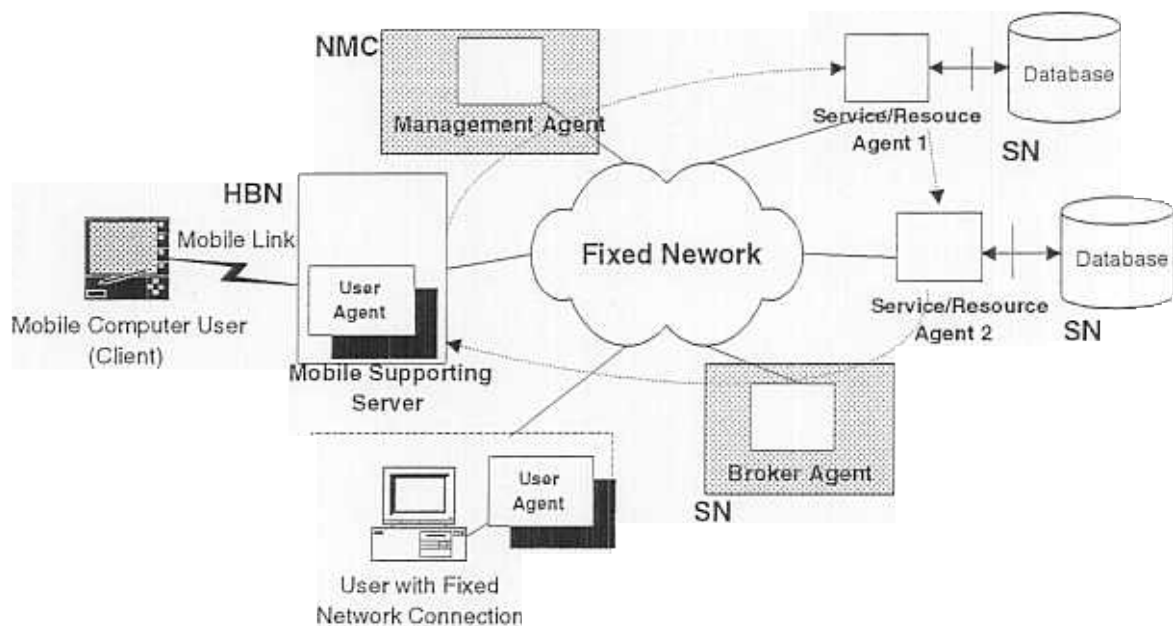 NMC
Management Agent
Service/Resouce
Agent 1
Database
SN
HBN
Mobile Link
User
Agent
Mobile Computer User
(Client)
Mobile Supporting
Server
Fixed Nework
Service/Resource
Agent 2
Database
SN
Broker Agent
SN
User
Agent
User with Fixed
Network Connection